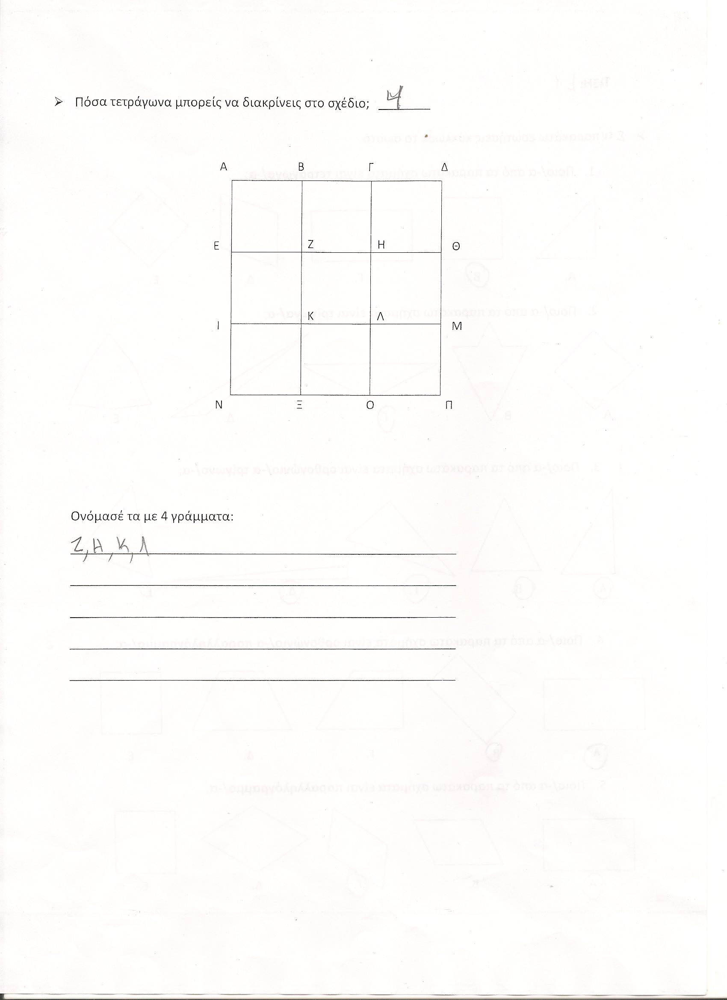 ➢ Πόσα τετράγωνα μπορείς να διακρίνεις στο σχέδιο; 4
Α Β Γ Δ
Ε Ζ Η Θ
Ι Κ Λ Μ
Ν Ξ Ο Π
Ονόμασέ τα με 4 γράμματα:
Ζ, Η, Κ, Λ